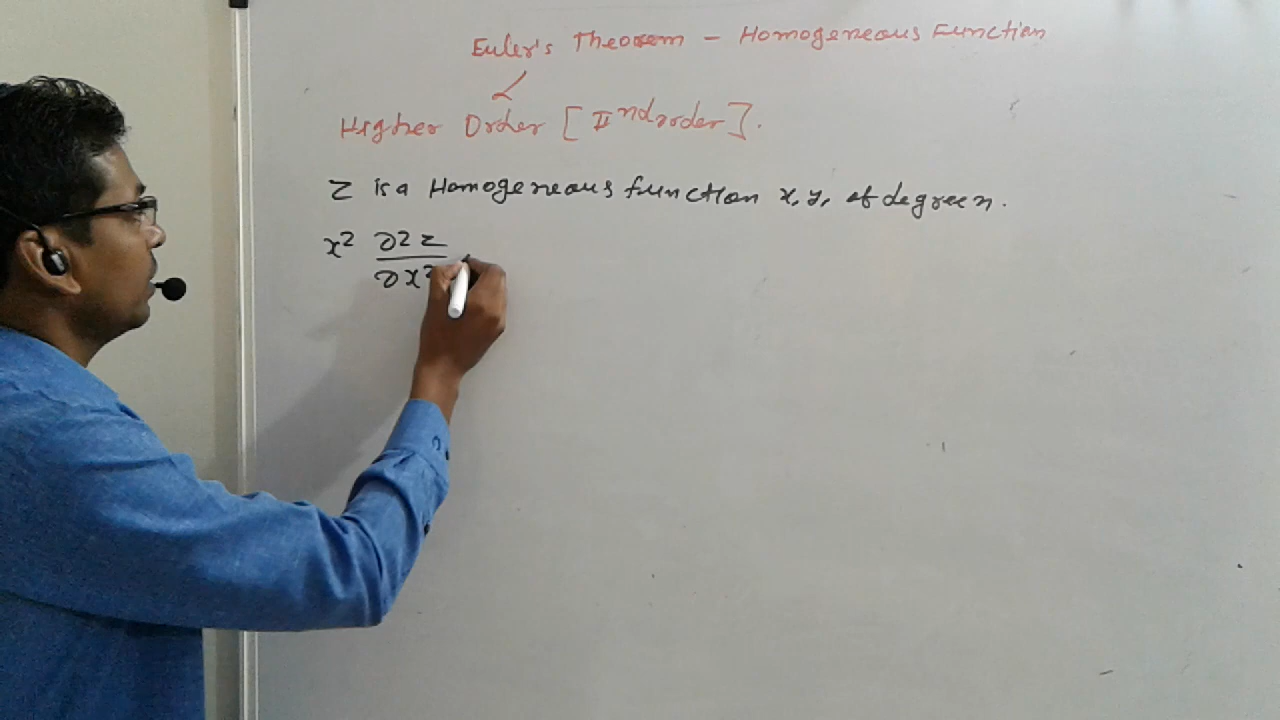 Euler's Theorem - Homogeneous Function
Higher Order [IInd order].
Z is a Homogeneous function x, y, of degree n.
x² ∂²z
∂x²